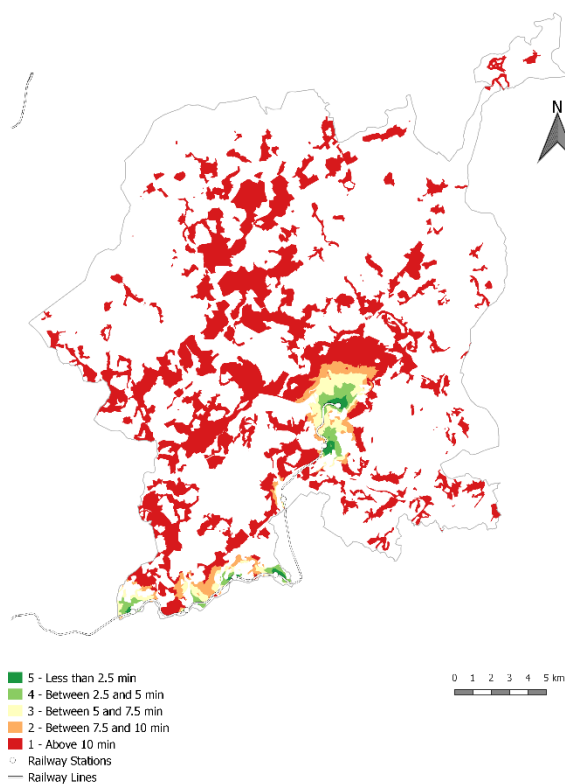 N
5 - Less than 2.5 min
4 - Between 2.5 and 5 min
3 - Between 5 and 7.5 min
2 - Between 7.5 and 10 min
1 - Above 10 min
Railway Stations
Railway Lines
0 1 2 3 4 5 km